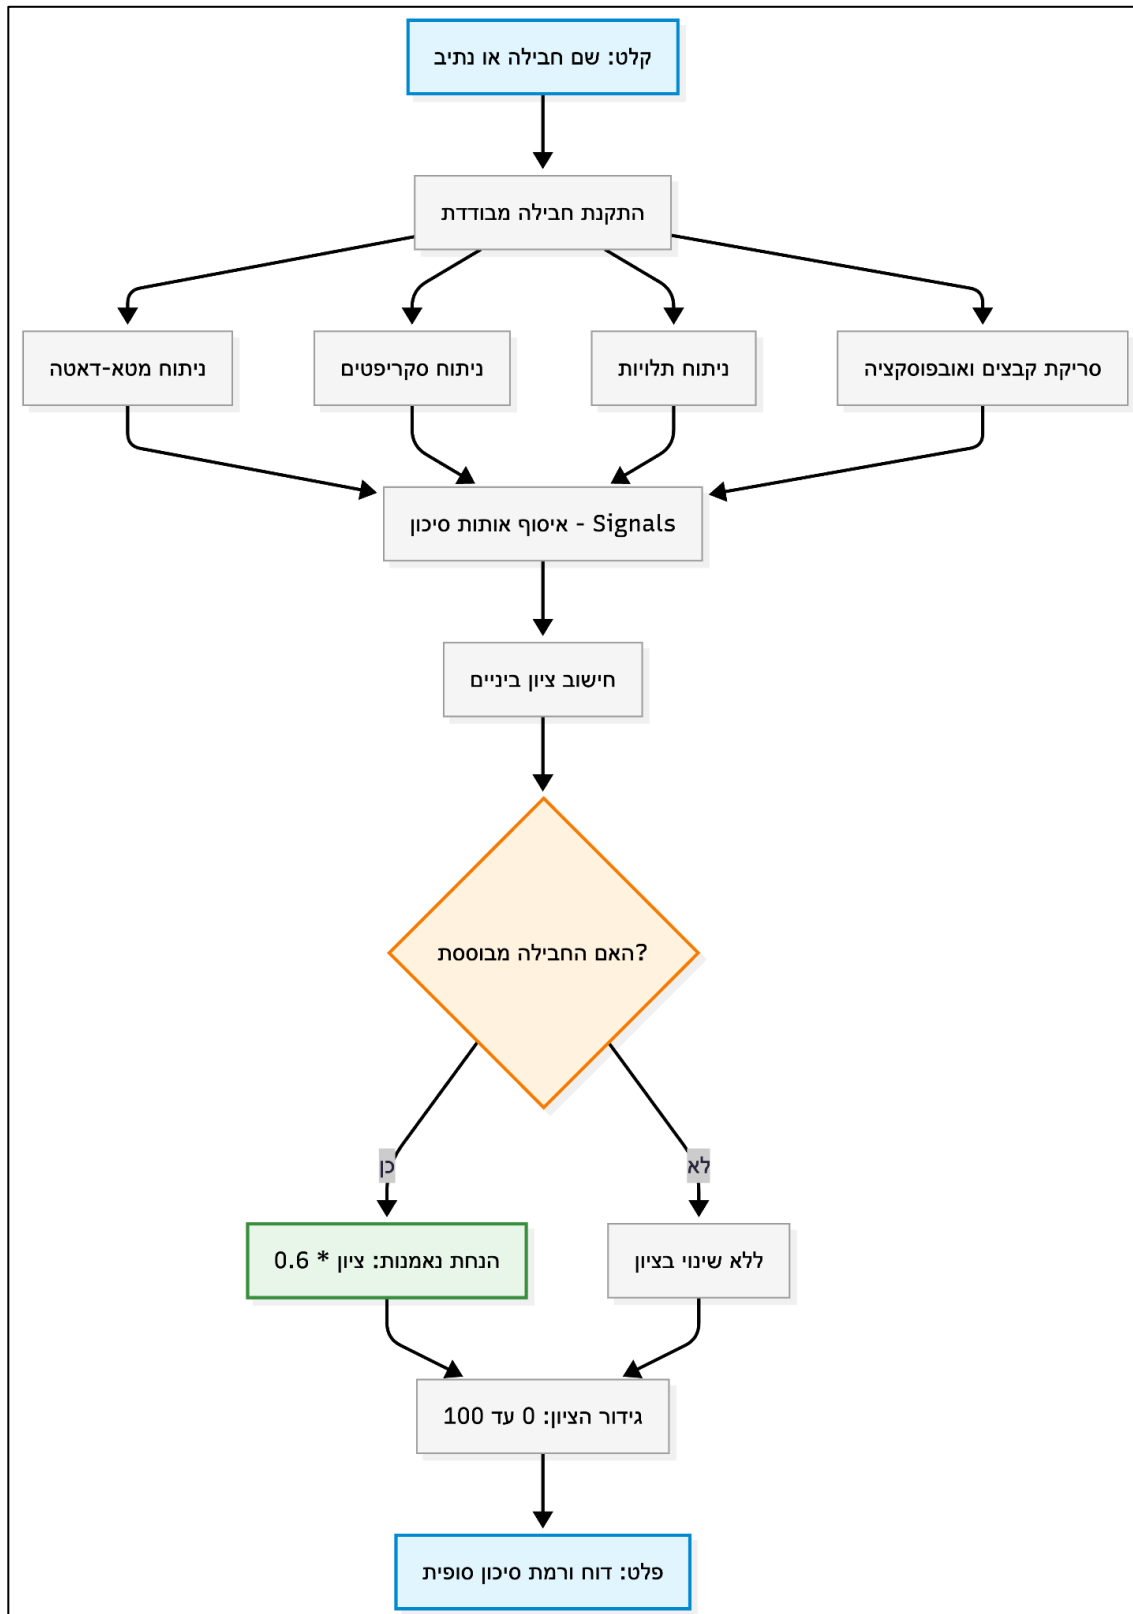 קלט: שם חבילה או נתיב
התקנת חבילה מבודדת
סריקת קבצים ואובפוסקציה
ניתוח תלויות
ניתוח סקריפטים
ניתוח מטא-דאטה
איסוף אותות סיכון - Signals
חישוב ציון ביניים
האם החבילה מבוססת?
כן
לא
הנחת נאמנות: ציון * 0.6
ללא שינוי בציון
גידור הציון: 0 עד 100
פלט: דוח ורמת סיכון סופית